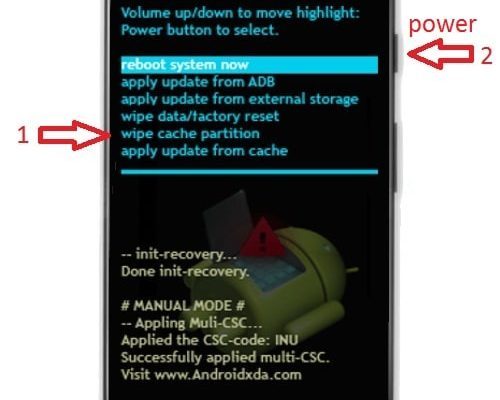 Volume up/down to move highlight:
power
Power button to select.
2
reboot system now
apply update from ADB
apply update from external storage
wipe data/factory reset
1
wipe cache partition
apply update from cache
-- init-recovery...
Done init-recovery.
# MANUAL MODE #
-- Appling Muli-CSC...
Applied the CSC-code: INU
Successfully applied multi-CSC.
Visit www.Androidxda.com